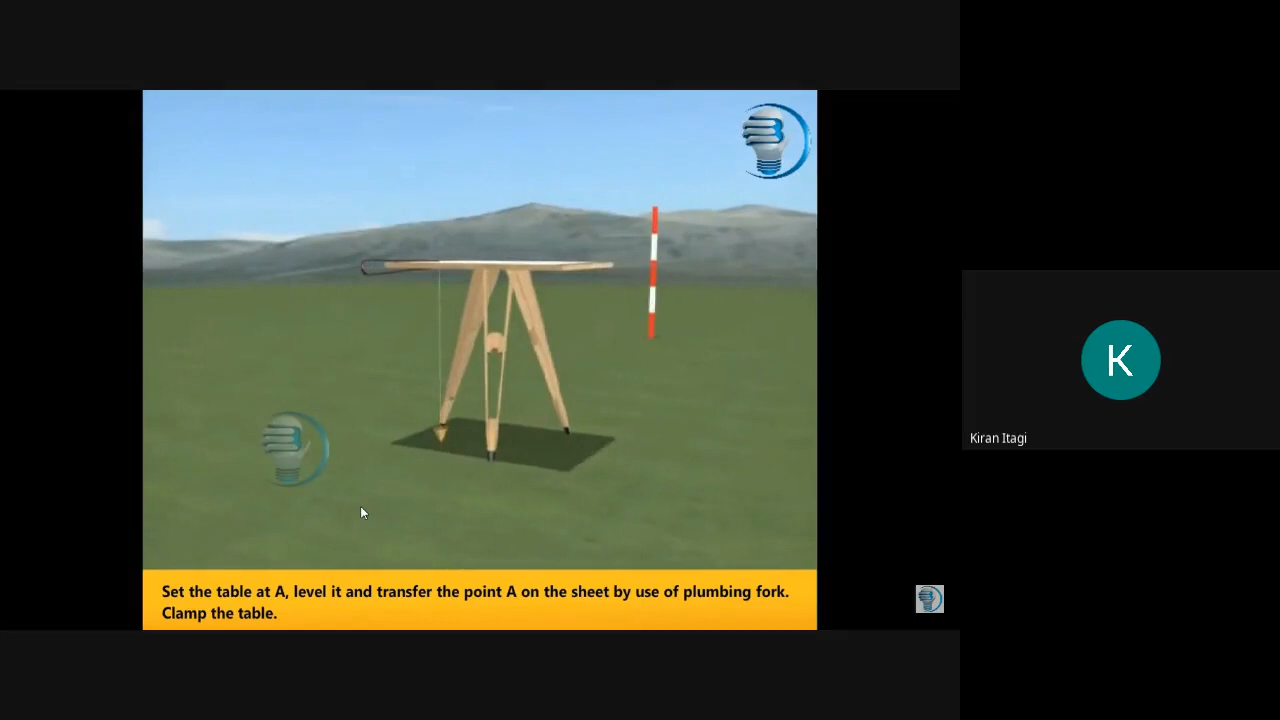 K
Kiran Itagi
Set the table at A, level it and transfer the point A on the sheet by use of plumbing fork.
Clamp the table.